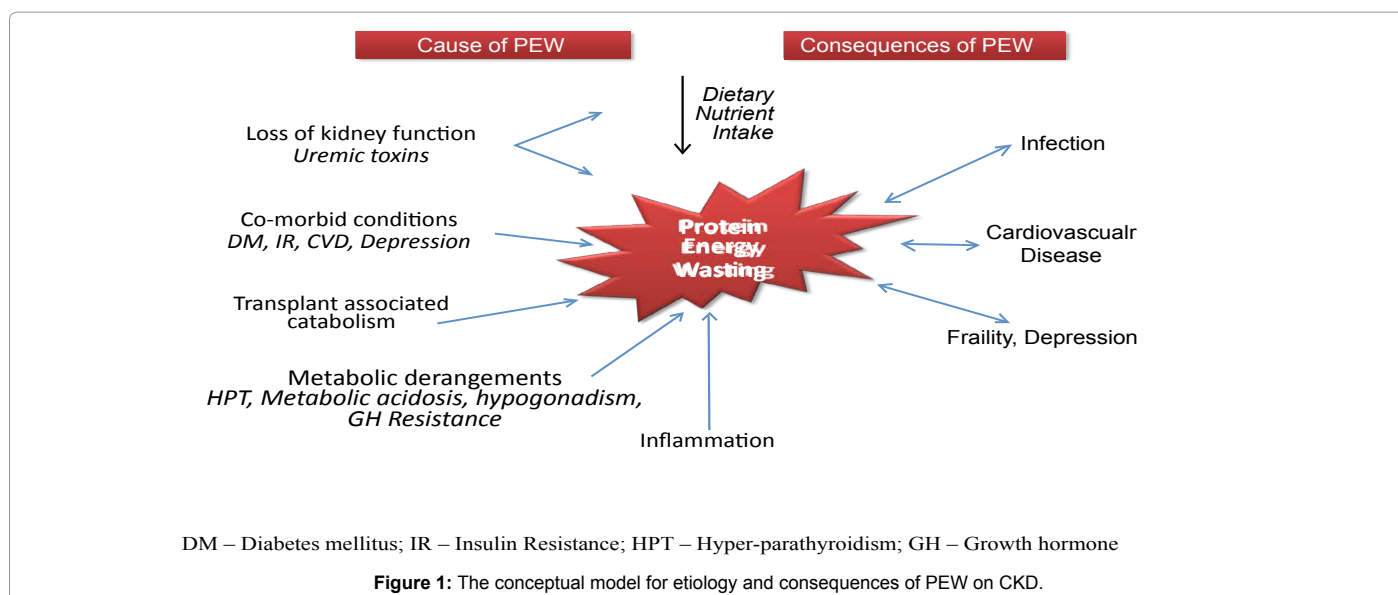 Cause of PEW
Consequences of PEW
Dietary
Nutrient
Intake
Loss of kidney function
Uremic toxins
Infection
Co-morbid conditions
DM, IR, CVD, Depression
Protein
Energy
Wasting
Cardiovascualr
Disease
Transplant associated
catabolism
Fraility, Depression
Metabolic derangements
HPT, Metabolic acidosis, hypogonadism,
GH Resistance
Inflammation
DM – Diabetes mellitus; IR – Insulin Resistance; HPT – Hyper-parathyroidism; GH – Growth hormone
Figure 1: The conceptual model for etiology and consequences of PEW on CKD.